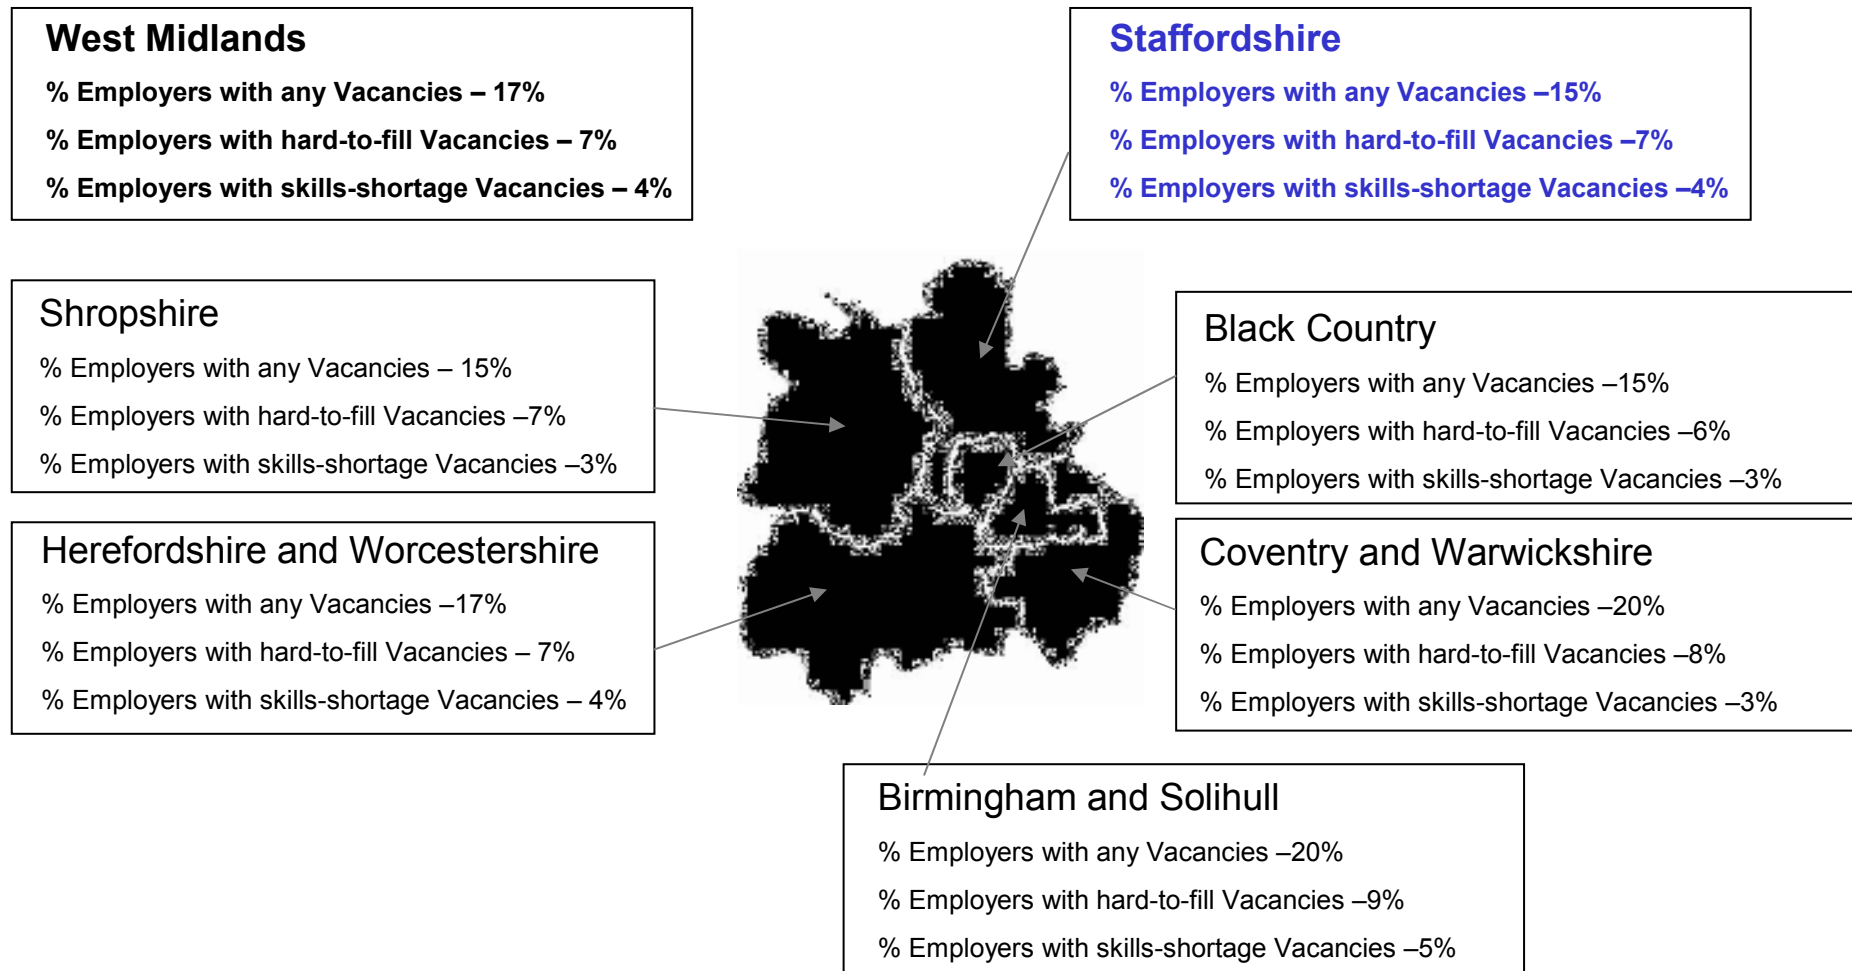 West Midlands
% Employers with any Vacancies – 17%
% Employers with hard-to-fill Vacancies – 7%
% Employers with skills-shortage Vacancies – 4%
Staffordshire
% Employers with any Vacancies –15%
% Employers with hard-to-fill Vacancies –7%
% Employers with skills-shortage Vacancies –4%
Shropshire
% Employers with any Vacancies – 15%
% Employers with hard-to-fill Vacancies –7%
% Employers with skills-shortage Vacancies –3%
Black Country
% Employers with any Vacancies –15%
% Employers with hard-to-fill Vacancies –6%
% Employers with skills-shortage Vacancies –3%
Herefordshire and Worcestershire
% Employers with any Vacancies –17%
% Employers with hard-to-fill Vacancies – 7%
% Employers with skills-shortage Vacancies – 4%
Coventry and Warwickshire
% Employers with any Vacancies –20%
% Employers with hard-to-fill Vacancies –8%
% Employers with skills-shortage Vacancies –3%
Birmingham and Solihull
% Employers with any Vacancies –20%
% Employers with hard-to-fill Vacancies –9%
% Employers with skills-shortage Vacancies –5%